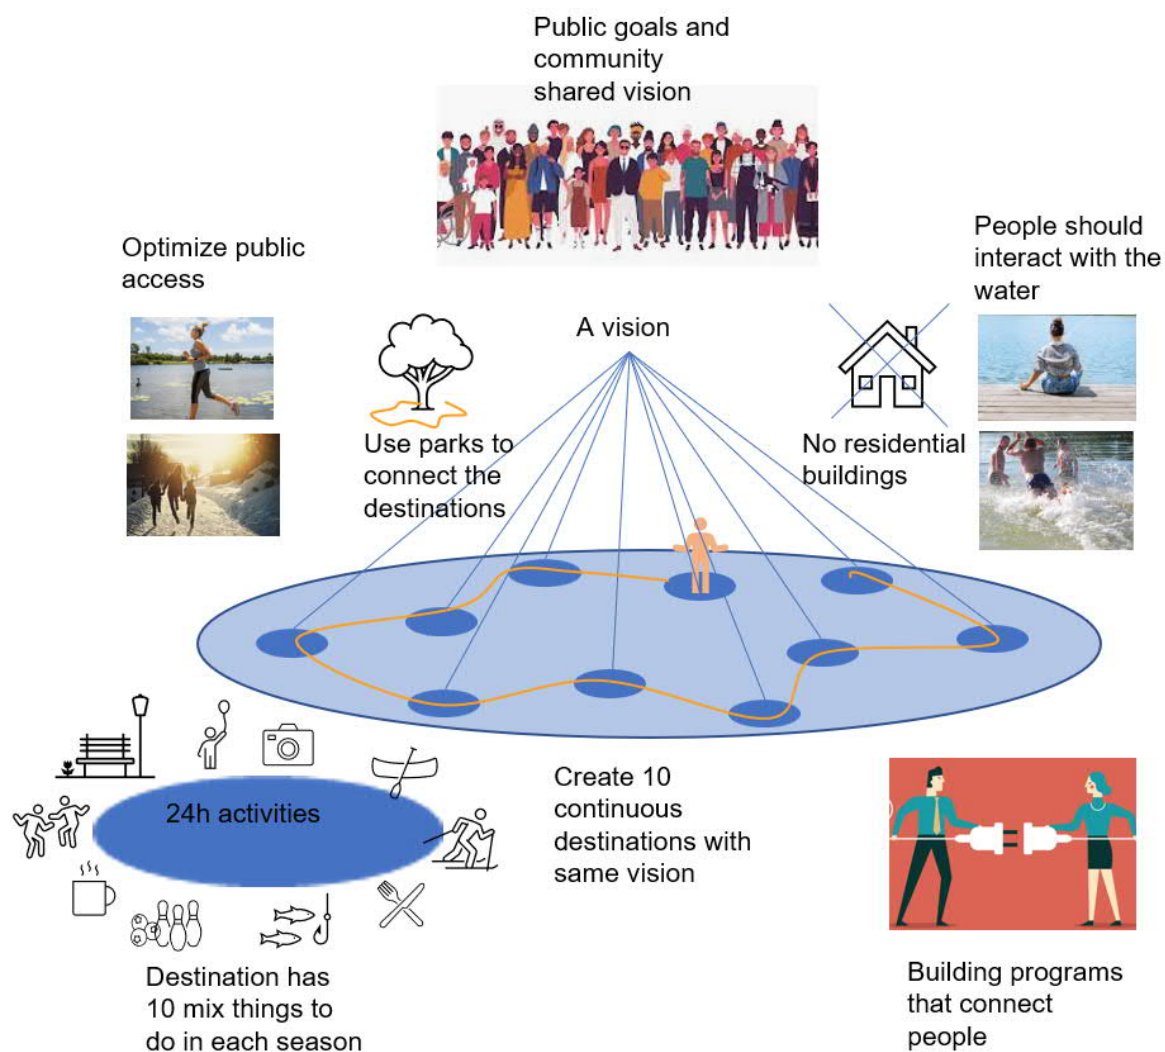 Public goals and
community
shared vision
Optimize public
access
People should
interact with the
water
A vision
Use parks to
connect the
destinations
No residential
buildings
24h activities
Create 10
continuous
destinations with
same vision
Destination has
10 mix things to
do in each season
Building programs
that connect
people